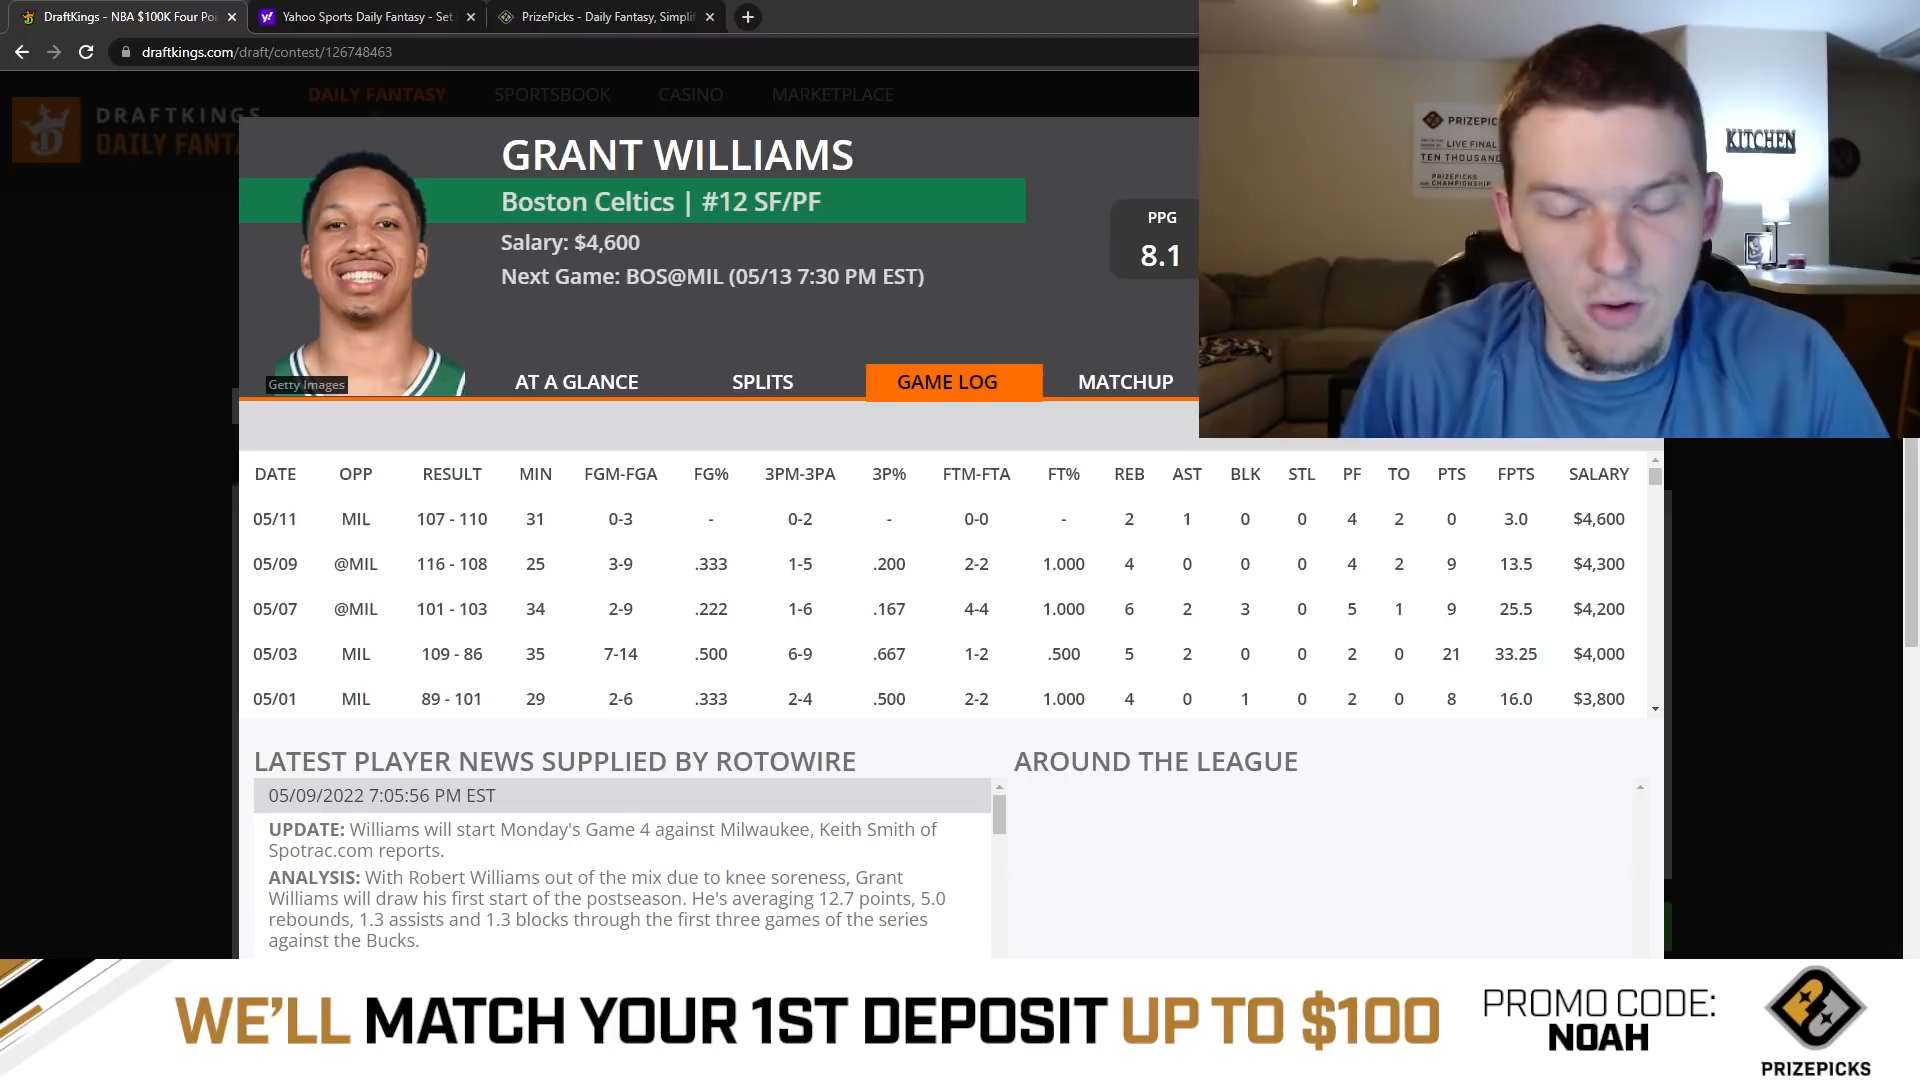 DraftKings - NBA $100K Four Poi
Yahoo Sports Daily Fantasy - Set
PrizePicks - Daily Fantasy, Simplif
draftkings.com/draft/contest/126748463
DRAFTKINGS
DAILY FANTA
DAILY FANTASY SPORTSBOOK CASINO MARKETPLACE
GRANT WILLIAMS
Boston Celtics | #12 SF/PF
Salary: $4,600
Next Game: BOS@MIL (05/13 7:30 PM EST)
PPG
8.1
Getty Images
AT A GLANCE SPLITS GAME LOG MATCHUP
PRIZEPIC
LIVE FINAL
TEN THOUSAND
PRIZEPICKS
CHAMPIONSHIP
KITCHEN
DATE OPP RESULT MIN FGM-FGA FG% 3PM-3PA 3P% FTM-FTA FT% REB AST BLK STL PF TO PTS FPTS SALARY
05/11 MIL 107 - 110 31 0-3 - 0-2 - 0-0 - 2 1 0 0 4 2 0 3.0 $4,600
05/09 @MIL 116 - 108 25 3-9 .333 1-5 .200 2-2 1.000 4 0 0 0 4 2 9 13.5 $4,300
05/07 @MIL 101 - 103 34 2-9 .222 1-6 .167 4-4 1.000 6 2 3 0 5 1 9 25.5 $4,200
05/03 MIL 109 - 86 35 7-14 .500 6-9 .667 1-2 .500 5 2 0 0 2 0 21 33.25 $4,000
05/01 MIL 89 - 101 29 2-6 .333 2-4 .500 2-2 1.000 4 0 1 0 2 0 8 16.0 $3,800
LATEST PLAYER NEWS SUPPLIED BY ROTOWIRE
05/09/2022 7:05:56 PM EST
UPDATE: Williams will start Monday's Game 4 against Milwaukee, Keith Smith of
Spotrac.com reports.
ANALYSIS: With Robert Williams out of the mix due to knee soreness, Grant
Williams will draw his first start of the postseason. He's averaging 12.7 points, 5.0
rebounds, 1.3 assists and 1.3 blocks through the first three games of the series
against the Bucks.
AROUND THE LEAGUE
WE'LL MATCH YOUR 1ST DEPOSIT UP TO $100
PROMO CODE:
NOAH
PRIZEPICKS